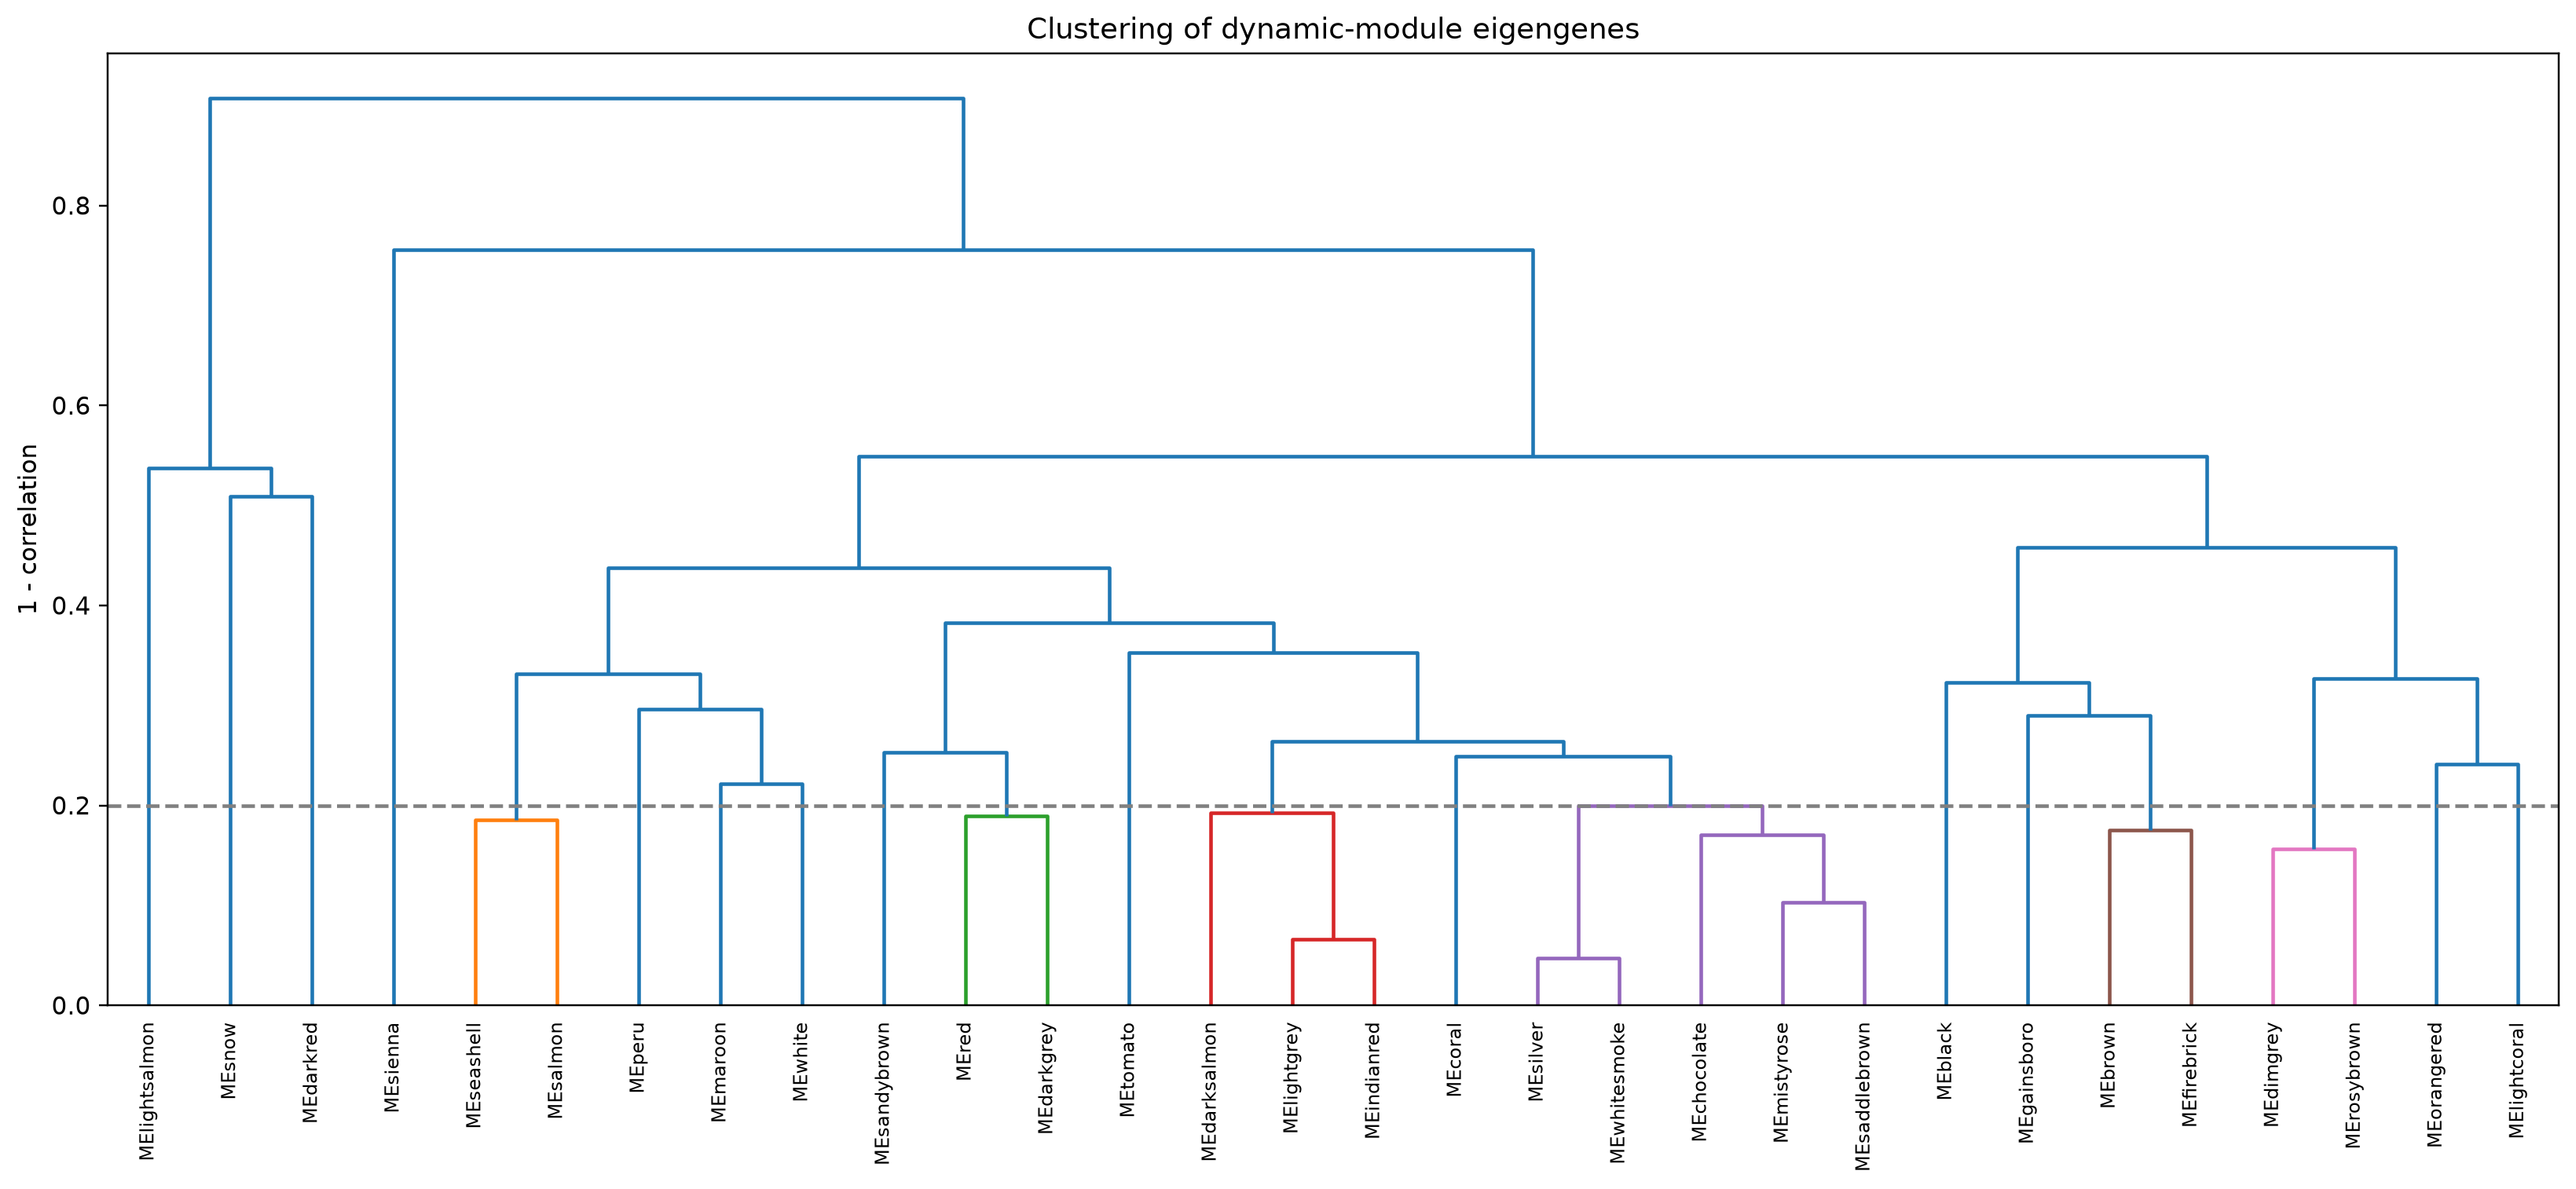 Clustering of dynamic-module eigengenes
1 - correlation
0.8
0.6
0.4
0.2
0.0
MElightsalmon
MEsnow
MEdarkred
MEsienna
MEseashell
MEsalmon
MEperu
MEmaroon
MEwhite
MEsandybrown
MEred
MEdarkgrey
MEtomato
MEdarksalmon
MElightgrey
MEindianred
MEcoral
MEsilver
MEwhitesmoke
MEchocolate
MEmistyrose
MEsaddlebrown
MEblack
MEgainsboro
MEbrown
MEfirebrick
MEdimgrey
MErosybrown
MEorangered
MElightcoral